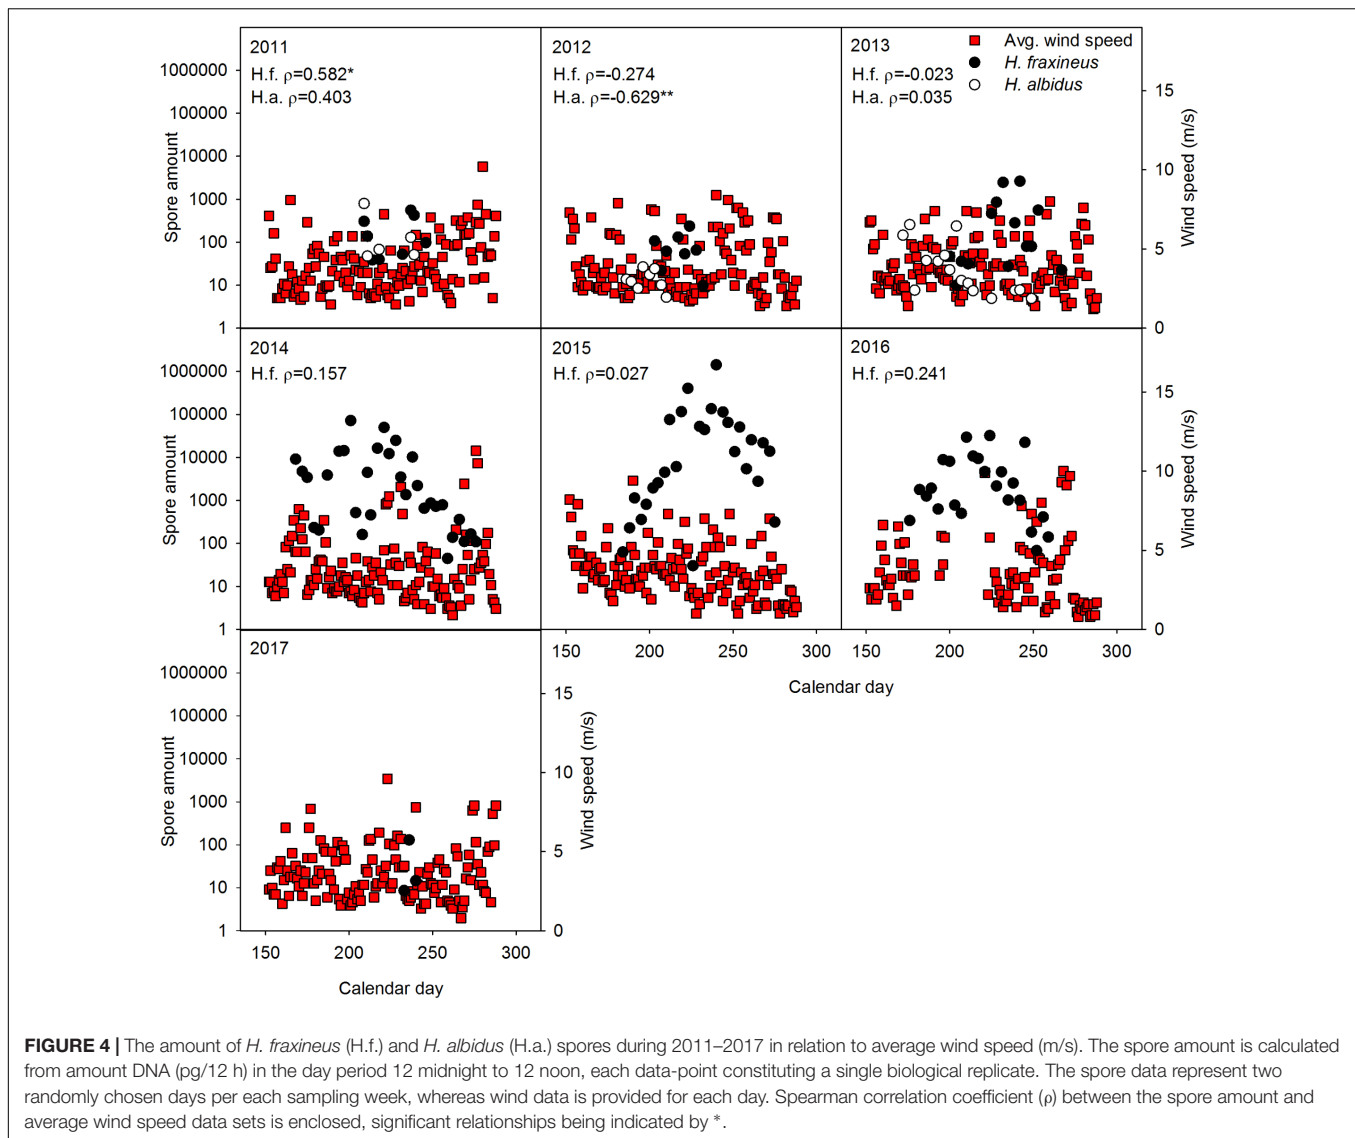 2011
H.f. ρ=0.582*
H.a. ρ=0.403
2012
H.f. ρ=-0.274
H.a. ρ=-0.629**
2013
H.f. ρ=-0.023
H.a. ρ=0.035
Avg. wind speed
H. fraxineus
H. albidus
1000000
100000
10000
1000
100
10
1
Spore amount
15
10
5
0
Wind speed (m/s)
2014
H.f. ρ=0.157
2015
H.f. ρ=0.027
2016
H.f. ρ=0.241
1000000
100000
10000
1000
100
10
1
Spore amount
15
10
5
0
Wind speed (m/s)
150 200 250 300
150 200 250 300
Calendar day
2017
1000000
100000
10000
1000
100
10
1
Spore amount
15
10
5
0
Wind speed (m/s)
150 200 250 300
Calendar day
FIGURE 4 | The amount of H. fraxineus (H.f.) and H. albidus (H.a.) spores during 2011–2017 in relation to average wind speed (m/s). The spore amount is calculated
from amount DNA (pg/12 h) in the day period 12 midnight to 12 noon, each data-point constituting a single biological replicate. The spore data represent two
randomly chosen days per each sampling week, whereas wind data is provided for each day. Spearman correlation coefficient (ρ) between the spore amount and
average wind speed data sets is enclosed, significant relationships being indicated by *.